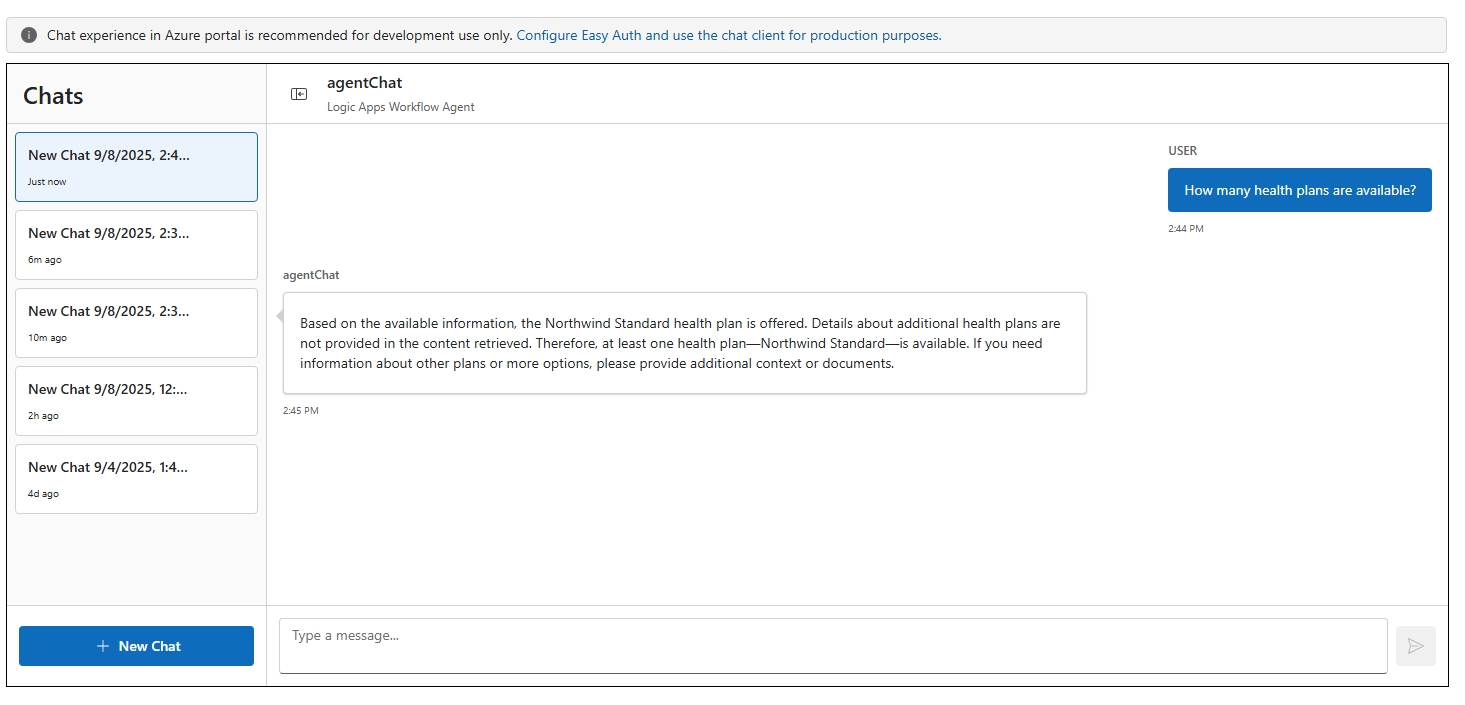 Chat experience in Azure portal is recommended for development use only. Configure Easy Auth and use the chat client for production purposes.
Chats
New Chat 9/8/2025, 2:4...
Just now
New Chat 9/8/2025, 2:3...
6m ago
New Chat 9/8/2025, 2:3...
10m ago
New Chat 9/8/2025, 12:...
2h ago
New Chat 9/4/2025, 1:4...
4d ago
New Chat
agentChat
Logic Apps Workflow Agent
USER
How many health plans are available?
2:44 PM
agentChat
Based on the available information, the Northwind Standard health plan is offered. Details about additional health plans are
not provided in the content retrieved. Therefore, at least one health plan—Northwind Standard—is available. If you need
information about other plans or more options, please provide additional context or documents.
2:45 PM
Type a message...